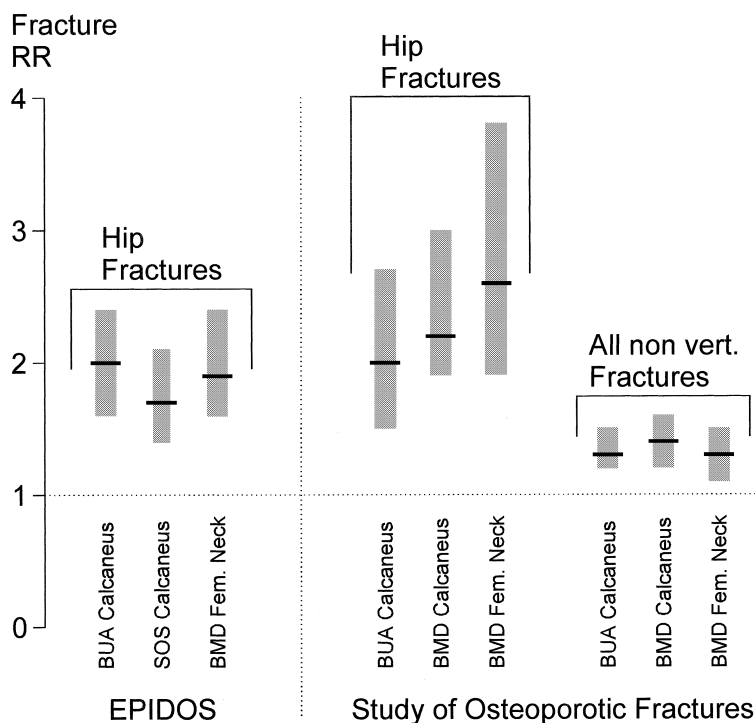 Fracture
RR
4
3
2
1
0
Hip
Fractures
Hip
Fractures
All non vert.
Fractures
BUA Calcaneus
SOS Calcaneus
BMD Fem. Neck
BUA Calcaneus
BMD Calcaneus
BMD Fem. Neck
BUA Calcaneus
BMD Calcaneus
BMD Fem. Neck
EPIDOS
Study of Osteoporotic Fractures